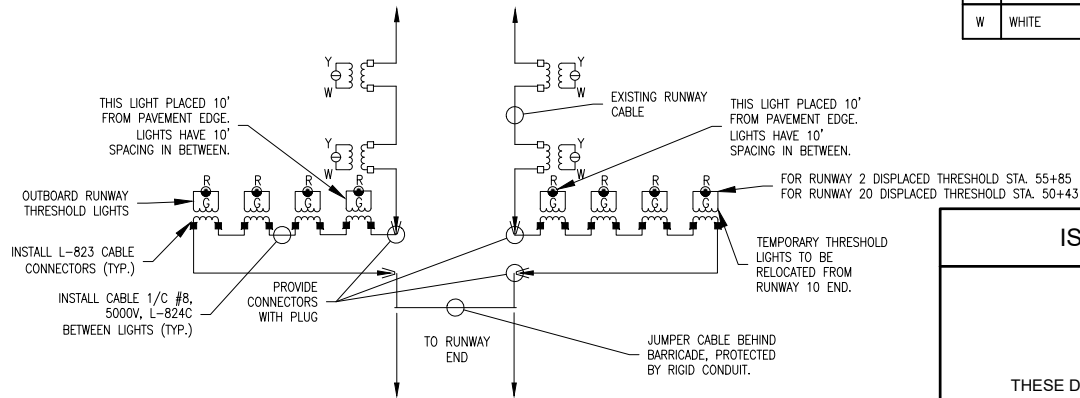 W WHITE
Y
W
Y
W
EXISTING RUNWAY
CABLE
THIS LIGHT PLACED 10'
FROM PAVEMENT EDGE.
LIGHTS HAVE 10'
SPACING IN BETWEEN.
THIS LIGHT PLACED 10'
FROM PAVEMENT EDGE.
LIGHTS HAVE 10'
SPACING IN BETWEEN.
Y
W
Y
W
R R R R
G G G G
R R R R
G G G G
OUTBOARD RUNWAY
THRESHOLD LIGHTS
FOR RUNWAY 2 DISPLACED THRESHOLD STA. 55+85
FOR RUNWAY 20 DISPLACED THRESHOLD STA. 50+43
INSTALL L-823 CABLE
CONNECTORS (TYP.)
TEMPORARY THRESHOLD
LIGHTS TO BE
RELOCATED FROM
RUNWAY 10 END.
INSTALL CABLE 1/C #8,
5000V, L-824C
BETWEEN LIGHTS (TYP.)
PROVIDE
CONNECTORS
WITH PLUG
TO RUNWAY
END
JUMPER CABLE BEHIND
BARRICADE, PROTECTED
BY RIGID CONDUIT.
IS
THESE D